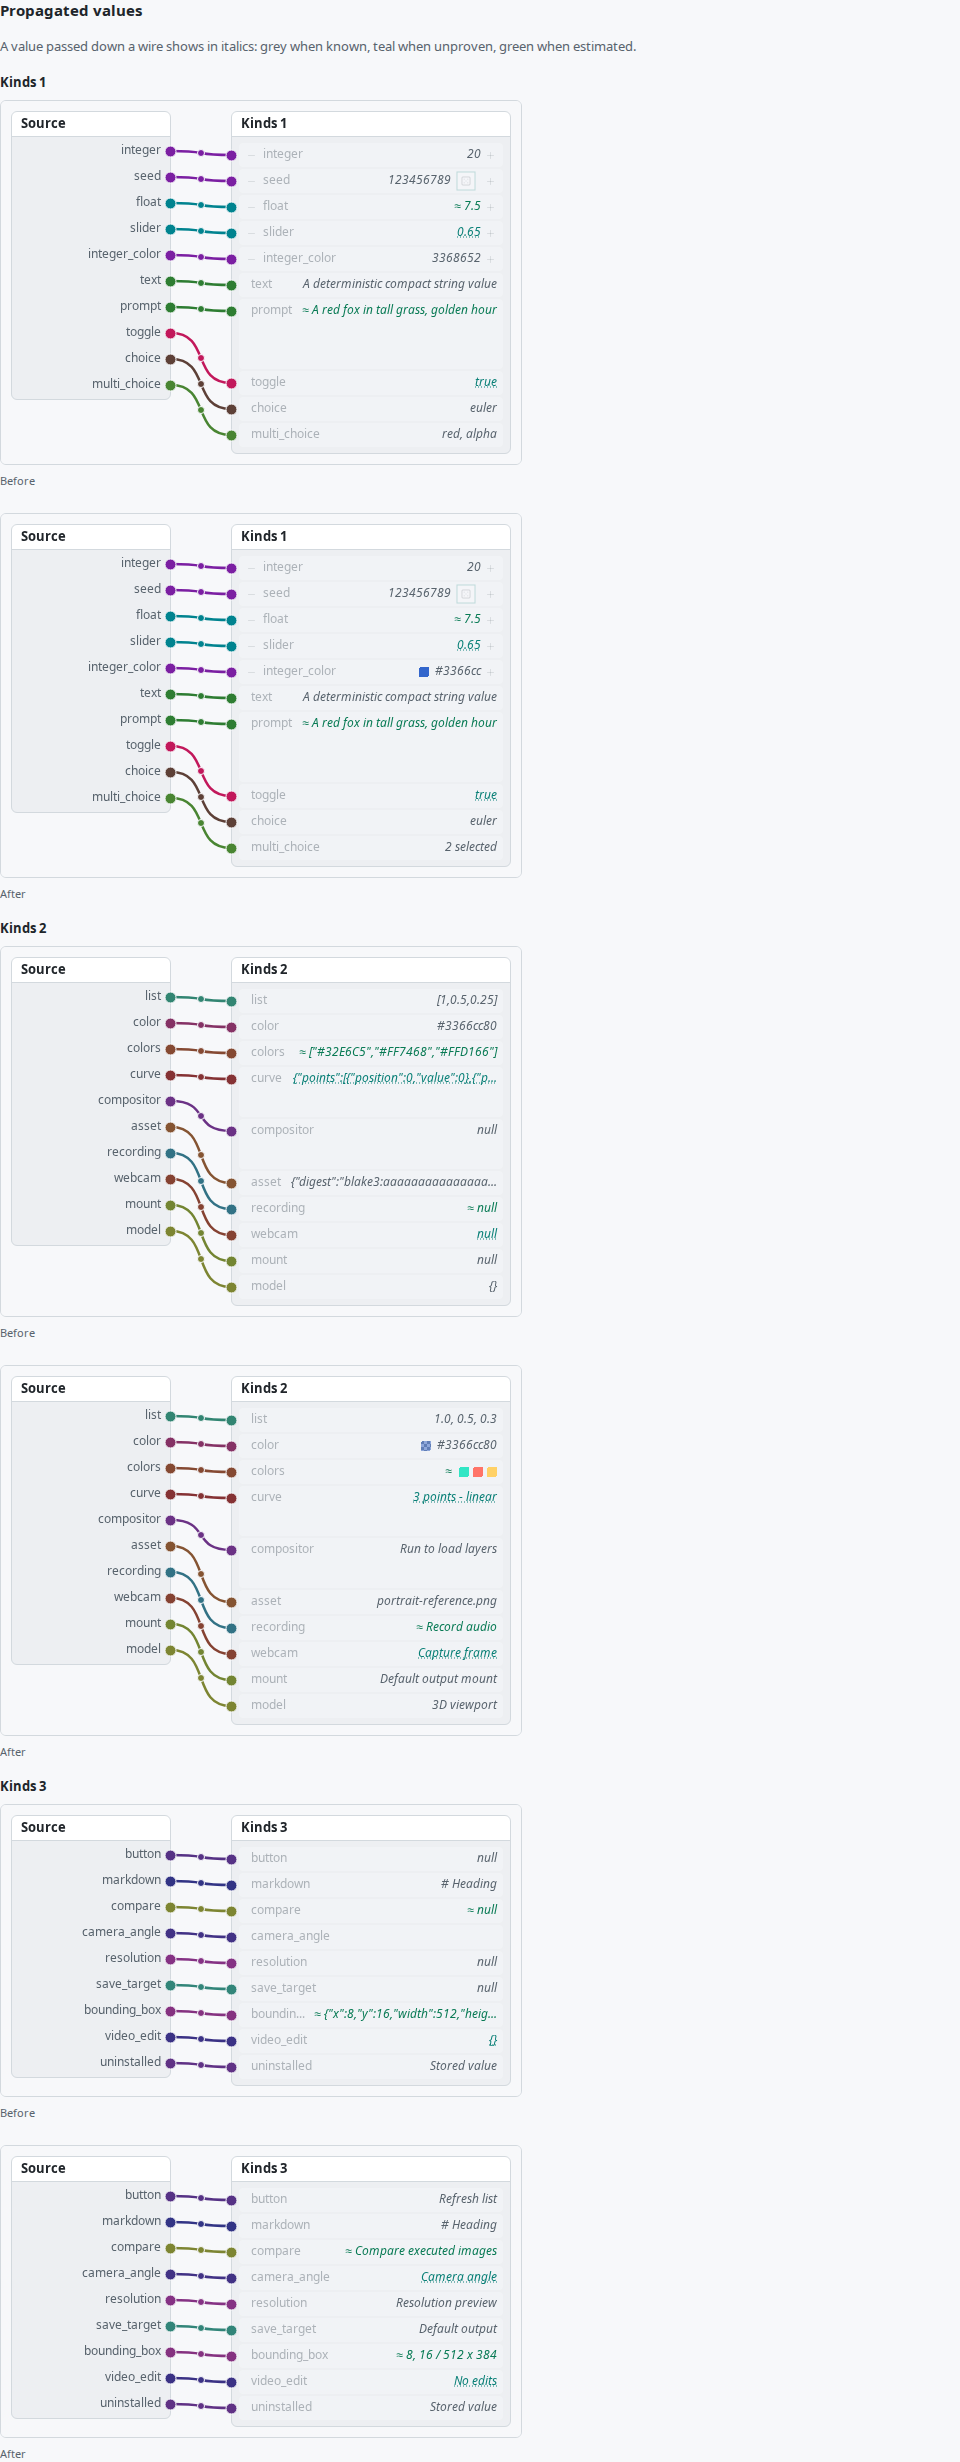 Propagated values
A value passed down a wire shows in italics: grey when known, teal when unproven, green when estimated.
Kinds 1
Source
Kinds 1
integer
– integer 20 +
seed
– seed 123456789 +
float
– float ≈ 7.5 +
slider
– slider 0.65 +
integer_color
– integer_color 3368652 +
text
text A deterministic compact string value
prompt
prompt ≈ A red fox in tall grass, golden hour
toggle
choice
multi_choice
toggle true
choice euler
multi_choice red, alpha
Before
Source
Kinds 1
integer
– integer 20 +
seed
– seed 123456789 +
float
– float ≈ 7.5 +
slider
– slider 0.65 +
integer_color
– integer_color #3366cc +
text
text A deterministic compact string value
prompt
prompt ≈ A red fox in tall grass, golden hour
toggle
choice
multi_choice
toggle true
choice euler
multi_choice 2 selected
After
Kinds 2
Source
Kinds 2
list
list [1,0.5,0.25]
color
color #3366cc80
colors
colors ≈ ["#32E6C5","#FF7468","#FFD166"]
curve
curve {"points":[{"position":0,"value":0},{"p...
compositor
asset
compositor null
recording
webcam
asset {"digest":"blake3:aaaaaaaaaaaaaaaa...
mount
recording ≈ null
model
webcam null
mount null
model {}
Before
Source
Kinds 2
list
list 1.0, 0.5, 0.3
color
color #3366cc80
colors
colors ≈
curve
curve 3 points - linear
compositor
asset
compositor Run to load layers
recording
webcam
asset portrait-reference.png
mount
recording ≈ Record audio
model
webcam Capture frame
mount Default output mount
model 3D viewport
After
Kinds 3
Source
Kinds 3
button
button null
markdown
markdown # Heading
compare
compare ≈ null
camera_angle
camera_angle
resolution
resolution null
save_target
save_target null
bounding_box
boundin... ≈ {"x":8,"y":16,"width":512,"heig...
video_edit
video_edit {}
uninstalled
uninstalled Stored value
Before
Source
Kinds 3
button
button Refresh list
markdown
markdown # Heading
compare
compare ≈ Compare executed images
camera_angle
camera_angle Camera angle
resolution
resolution Resolution preview
save_target
save_target Default output
bounding_box
bounding_box ≈ 8, 16 / 512 x 384
video_edit
video_edit No edits
uninstalled
uninstalled Stored value
After